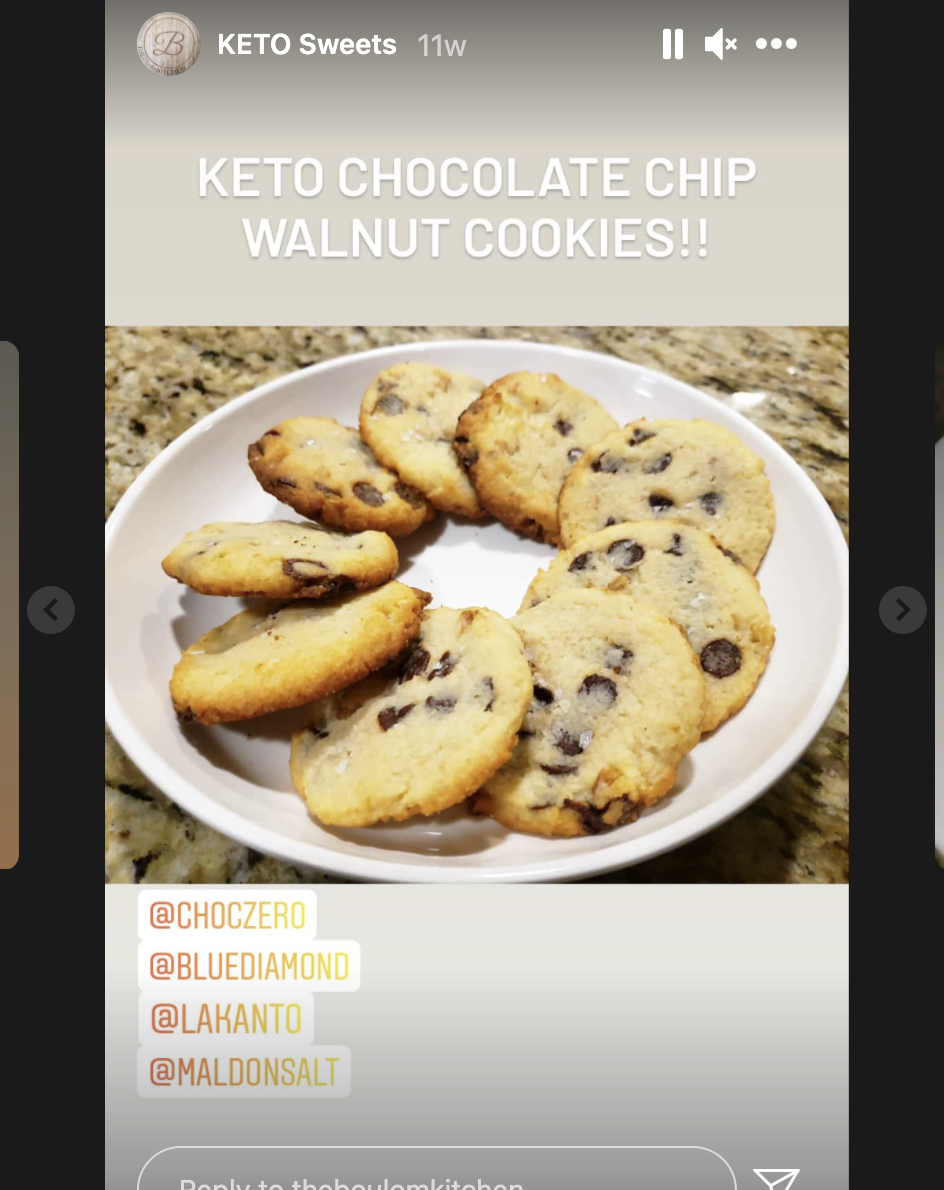 KETO Sweets 11w
KETO CHOCOLATE CHIP
WALNUT COOKIES!!
@CHOCZERO
@BLUEDIAMOND
@LAKANTO
@MALDONSALT
Reply to theboulomkitchen